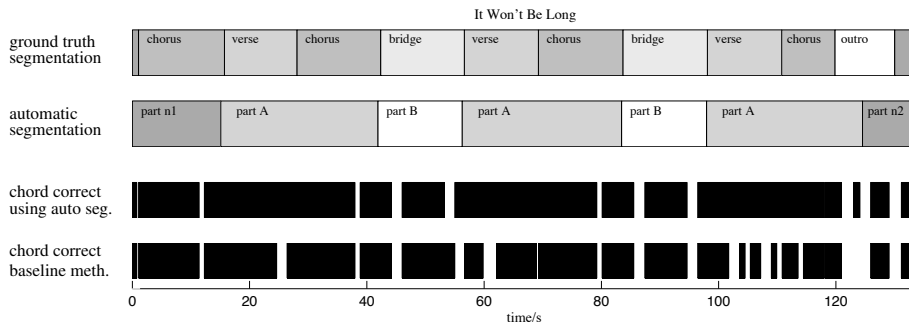 It Won't Be Long
ground truth
segmentation
chorus verse chorus bridge verse chorus bridge verse chorus outro
automatic
segmentation
part n1 part A part B part A part B part A part n2
chord correct
using auto seg.
chord correct
baseline meth.
0 20 40 60 80 100 120
time/s